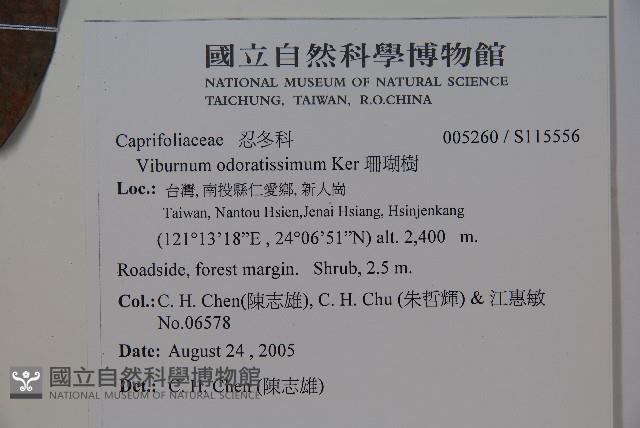 國立自然科學博物館
NATIONAL MUSEUM OF NATURAL SCIENCE
TAICHUNG, TAIWAN, R.O.CHINA
Caprifoliaceae 忍冬科 005260 / S115556
Viburnum odoratissimum Ker 珊瑚樹
Loc.: 台灣, 南投縣仁愛鄉, 新人崗
Taiwan, Nantou Hsien,Jenai Hsiang, Hsinjenkang
(121°13'18”E , 24°06'51”N) alt. 2,400 m.
Roadside, forest margin. Shrub, 2.5 m.
Col.: C. H. Chen(陳志雄), C. H. Chu (朱哲輝) & 江惠敏
No.06578
Date: August 24 , 2005
Det.: C. H. Chen (陳志雄)
國立自然科學博物館
NATIONAL MUSEUM OF NATURAL SCIENCE